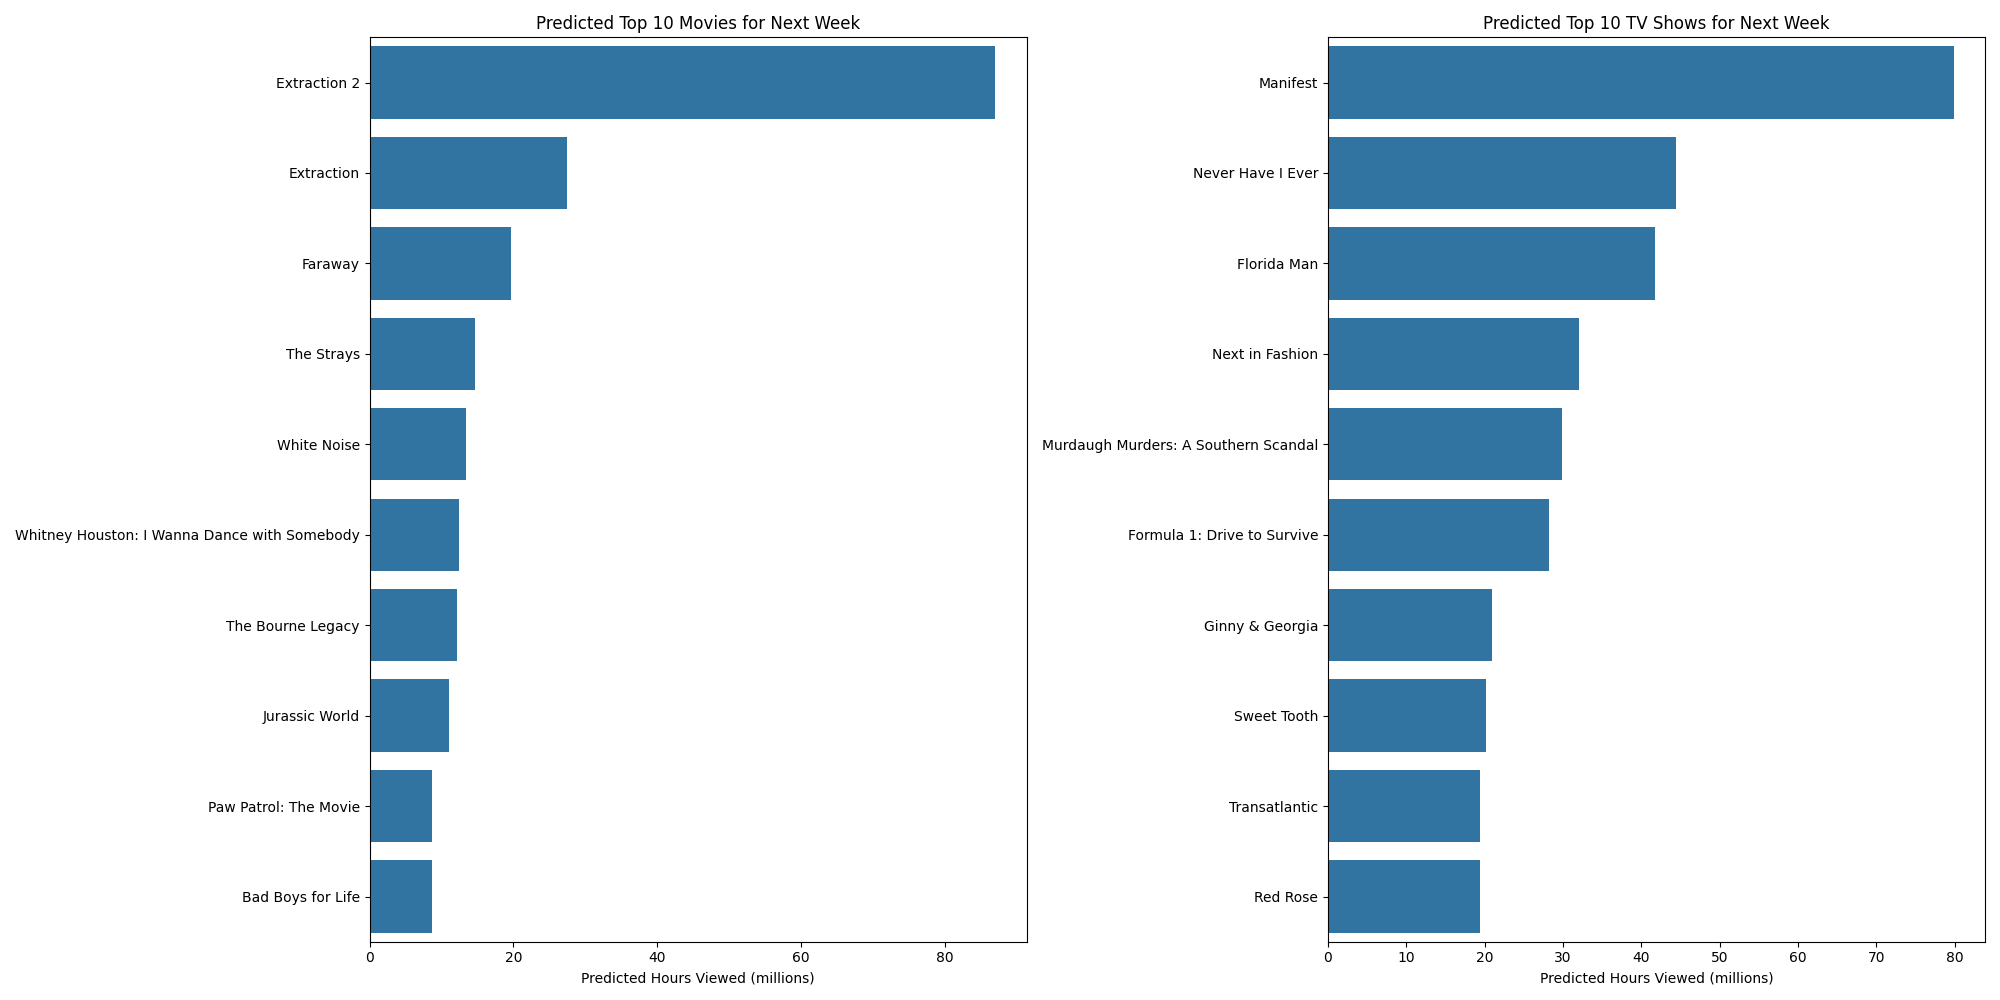 Predicted Top 10 Movies for Next Week
Extraction 2
Extraction
Faraway
The Strays
White Noise
Whitney Houston: I Wanna Dance with Somebody
The Bourne Legacy
Jurassic World
Paw Patrol: The Movie
Bad Boys for Life
0 20 40 60 80
Predicted Hours Viewed (millions)
Predicted Top 10 TV Shows for Next Week
Manifest
Never Have I Ever
Florida Man
Next in Fashion
Murdaugh Murders: A Southern Scandal
Formula 1: Drive to Survive
Ginny & Georgia
Sweet Tooth
Transatlantic
Red Rose
0 10 20 30 40 50 60 70 80
Predicted Hours Viewed (millions)